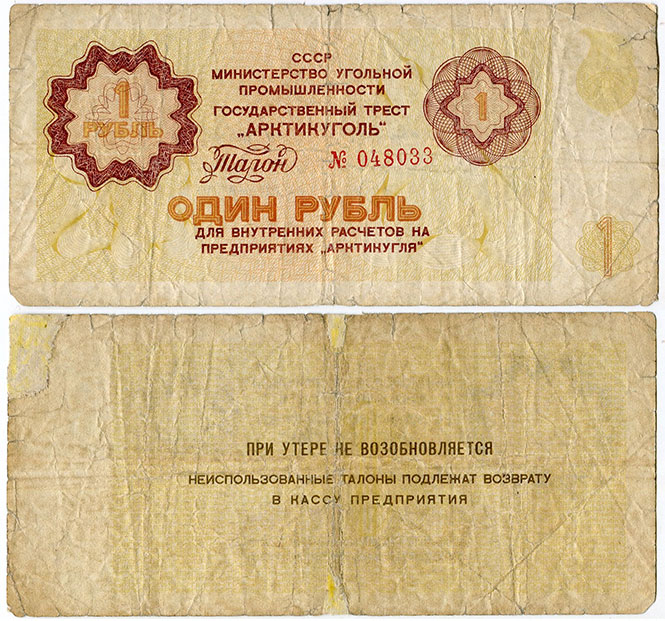 СССР
МИНИСТЕРСТВО УГОЛЬНОЙ
ПРОМЫШЛЕННОСТИ
ГОСУДАРСТВЕННЫЙ ТРЕСТ
„АРКТИКУГОЛЬ"
1
РУБЛЬ
1
Талон № 048033
ОДИН РУБЛЬ
ДЛЯ ВНУТРЕННИХ РАСЧЕТОВ НА
ПРЕДПРИЯТИЯХ „АРКТИКУГЛЯ"
1
ПРИ УТЕРЕ НЕ ВОЗОБНОВЛЯЕТСЯ
НЕИСПОЛЬЗОВАННЫЕ ТАЛОНЫ ПОДЛЕЖАТ ВОЗВРАТУ
В КАССУ ПРЕДПРИЯТИЯ